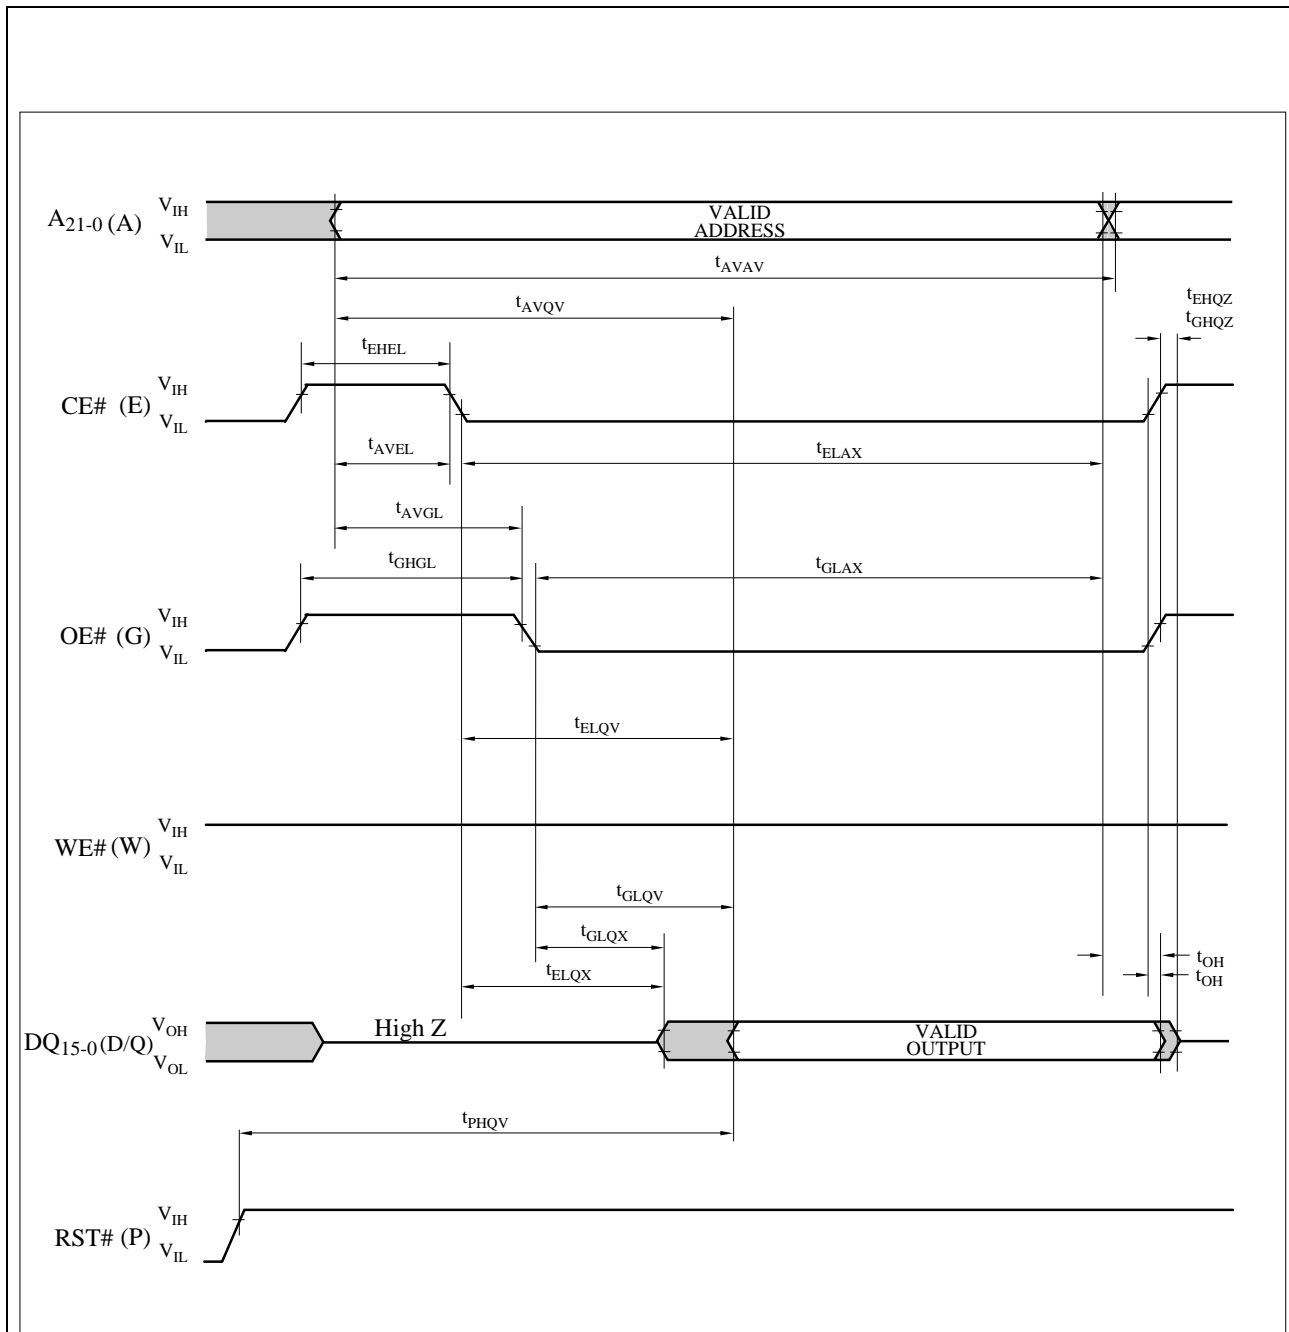 A21-0 (A) VIH VIL
VALID
ADDRESS
tAVAV
tAVQV
tEHQZ
tGHQZ
tEHEL
CE# (E) VIH VIL
tAVEL
tELAX
tAVGL
tGHGL
tGLAX
OE# (G) VIH VIL
tELQV
WE# (W) VIH VIL
tGLQV
tGLQX
tELQX
tOH
tOH
DQ15-0 (D/Q) VOH VOL
High Z
VALID
OUTPUT
tPHQV
RST# (P) VIH VIL